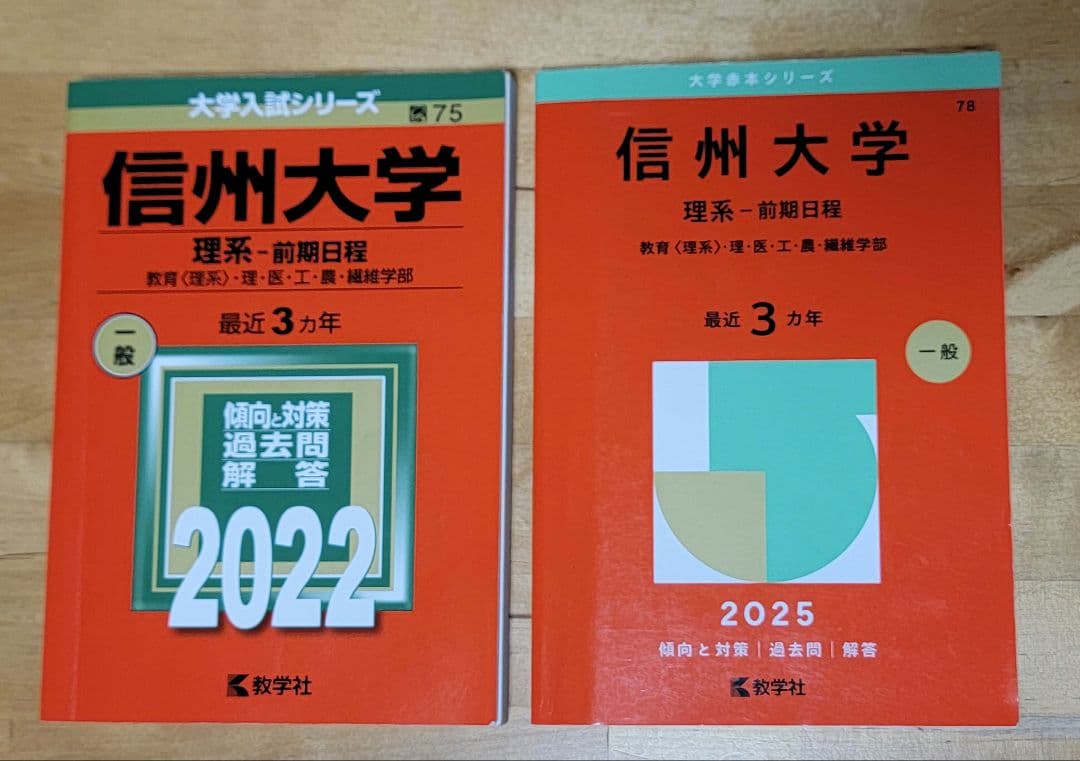 大学入試シリーズ
75
信州大学
理系-前期日程
教育〈理系〉・理・医・工・農・繊維学部
最近3カ年
一般
傾向と対策
過去問
解答
2022
教学社
大学赤本シリーズ
78
信州大学
理系-前期日程
教育〈理系〉・理・医・工・農・繊維学部
最近3カ年
一般
2025
傾向と対策|過去問|解答
教学社